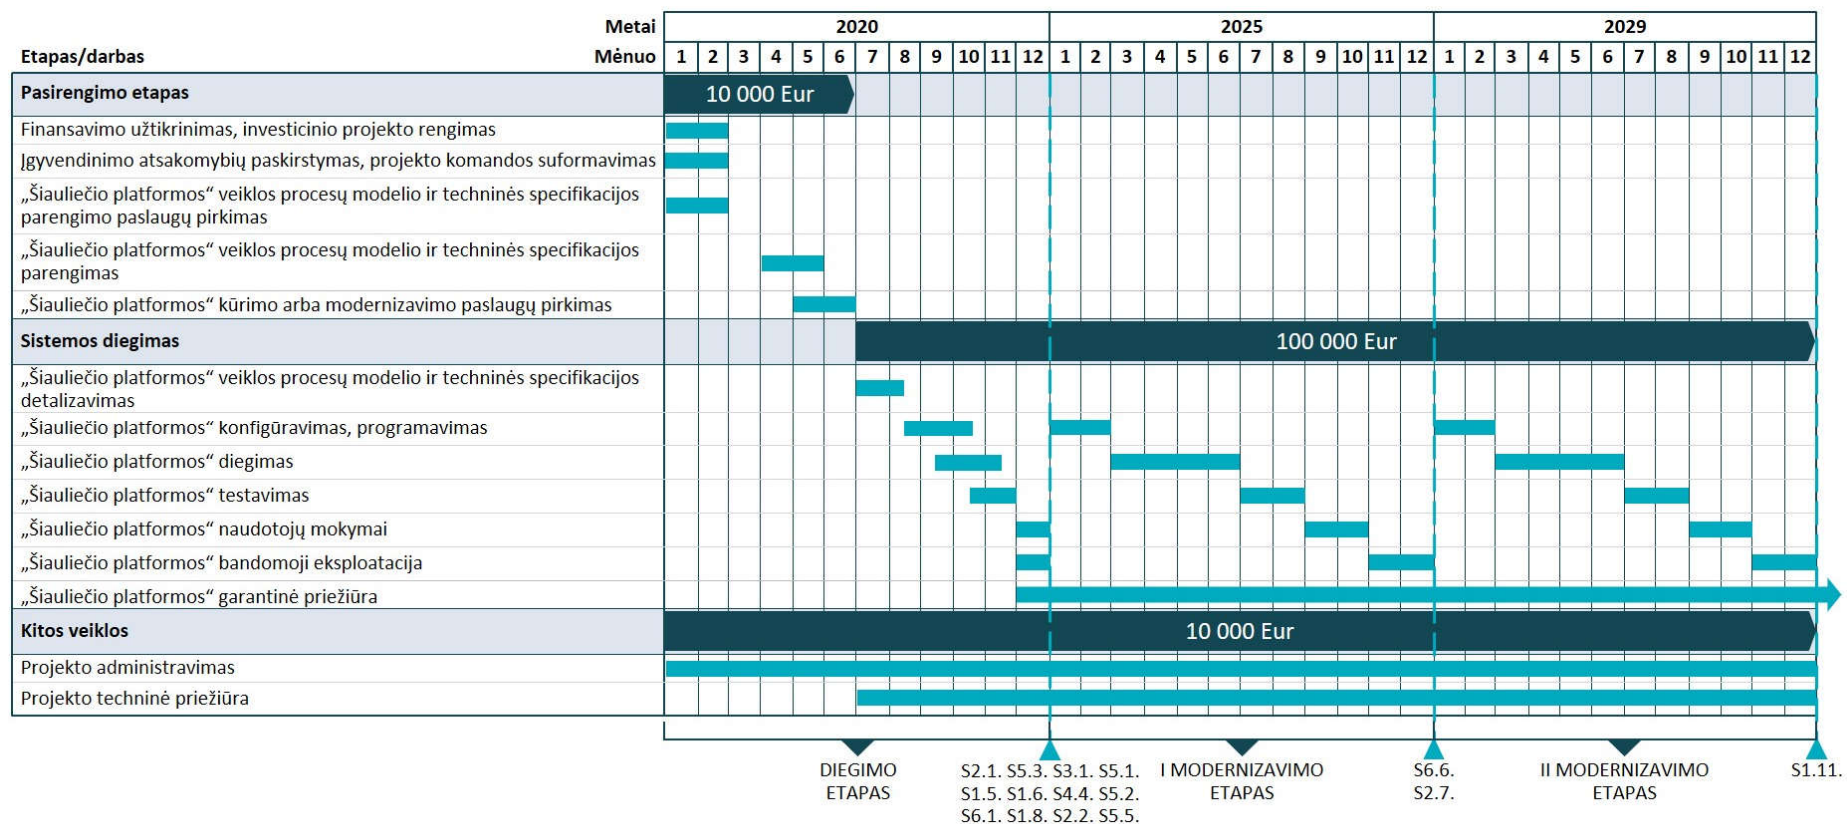 Metai 2020 2025 2029
Etapas/darbas Mėnuo 1 2 3 4 5 6 7 8 9 10 11 12 1 2 3 4 5 6 7 8 9 10 11 12 1 2 3 4 5 6 7 8 9 10 11 12
Pasirengimo etapas 10 000 Eur
Finansavimo užtikrinimas, investicinio projekto rengimas
Įgyvendinimo atsakomybių paskirstymas, projekto komandos suformavimas
„Šiauliečio platformos“ veiklos procesų modelio ir techninės specifikacijos
parengimo paslaugų pirkimas
„Šiauliečio platformos“ veiklos procesų modelio ir techninės specifikacijos
parengimas
„Šiauliečio platformos“ kūrimo arba modernizavimo paslaugų pirkimas
Sistemos diegimas 100 000 Eur
„Šiauliečio platformos“ veiklos procesų modelio ir techninės specifikacijos
detalizavimas
„Šiauliečio platformos“ konfigūravimas, programavimas
„Šiauliečio platformos“ diegimas
„Šiauliečio platformos“ testavimas
„Šiauliečio platformos“ naudotojų mokymai
„Šiauliečio platformos“ bandomoji eksploatacija
„Šiauliečio platformos“ garantinė priežiūra
Kitos veiklos 10 000 Eur
Projekto administravimas
Projekto techninė priežiūra
DIEGIMO
ETAPAS
S2.1. S5.3. S3.1. S5.1.
S1.5. S1.6. S4.4. S5.2.
S6.1. S1.8. S2.2. S5.5.
I MODERNIZAVIMO
ETAPAS
S6.6.
S2.7.
II MODERNIZAVIMO
ETAPAS
S1.11.